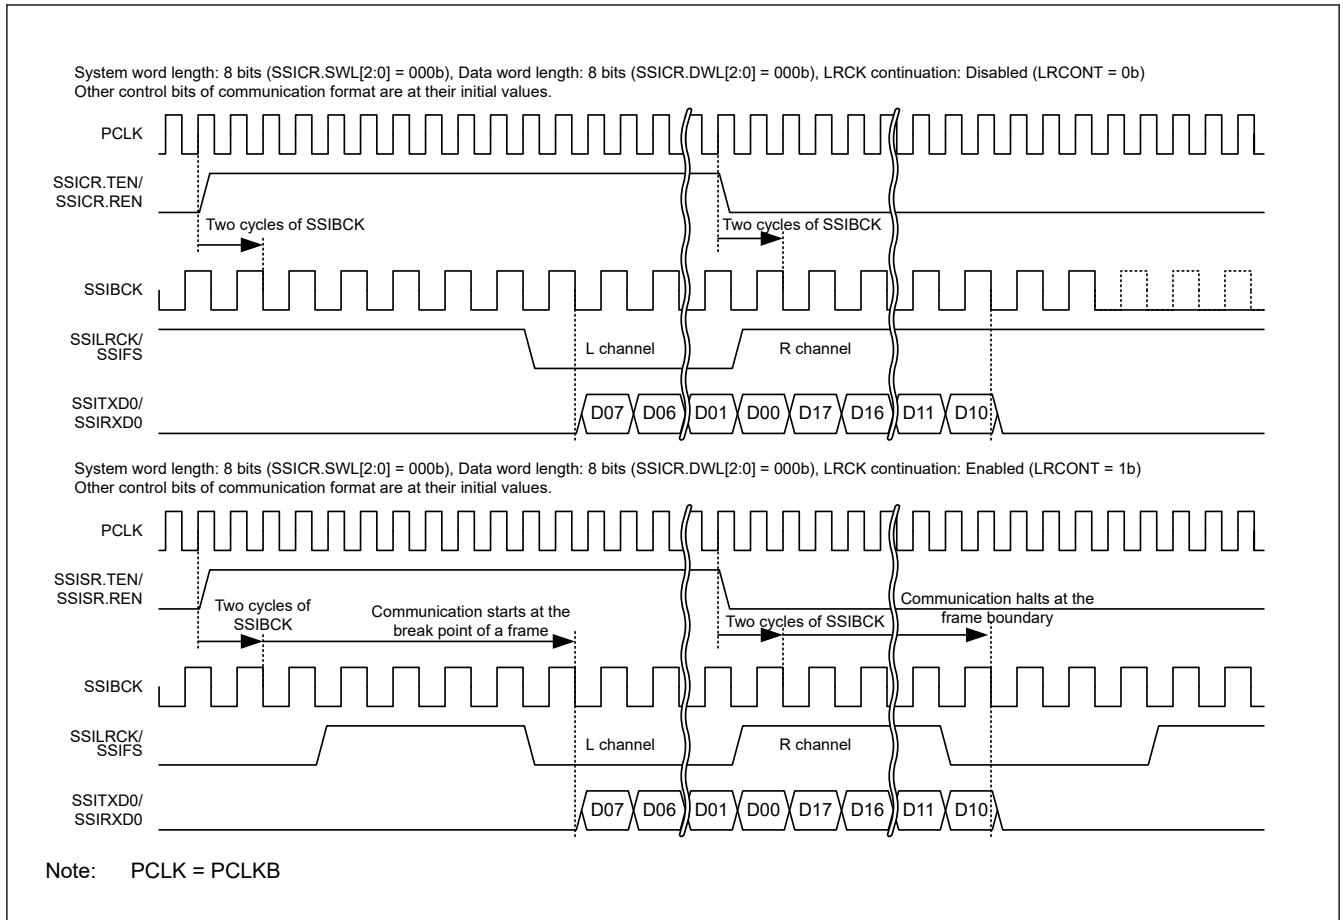 System word length: 8 bits (SSICR.SWL[2:0] = 000b), Data word length: 8 bits (SSICR.DWL[2:0] = 000b), LRCK continuation: Disabled (LRCONT = 0b)
Other control bits of communication format are at their initial values.
PCLK
SSICR.TEN/
SSICR.REN
Two cycles of SSIBCK
Two cycles of SSIBCK
SSIBCK
SSILRCK/
SSIFS
L channel
R channel
SSITXD0/
SSIRXD0
D07 D06 D01 D00 D17 D16 D11 D10
System word length: 8 bits (SSICR.SWL[2:0] = 000b), Data word length: 8 bits (SSICR.DWL[2:0] = 000b), LRCK continuation: Enabled (LRCONT = 1b)
Other control bits of communication format are at their initial values.
PCLK
SSISR.TEN/
SSISR.REN
Two cycles of
SSIBCK
Communication starts at the
break point of a frame
Two cycles of SSIBCK
Communication halts at the
frame boundary
SSIBCK
SSILRCK/
SSIFS
L channel
R channel
SSITXD0/
SSIRXD0
D07 D06 D01 D00 D17 D16 D11 D10
Note: PCLK = PCLKB